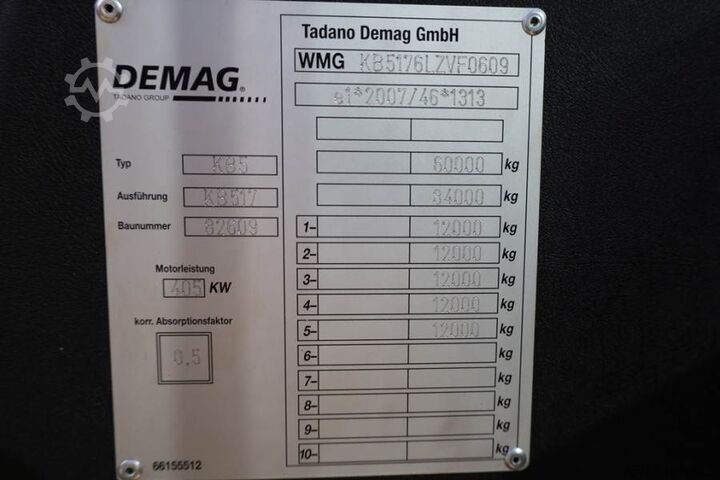 DEMAG®
TADANO GROUP
Typ KB5
Ausführung KB517
Baunummer 82609
Motorleistung
405 KW
korr. Absorptionsfaktor
0.5
66155512
Tadano Demag GmbH
WMG KB5176LZVF0609
e1*2007/46*1313
60000 kg
84000 kg
1- 12000 kg
2- 12000 kg
3- 12000 kg
4- 12000 kg
5- 12000 kg
6- kg
7- kg
8- kg
9- kg
10- kg